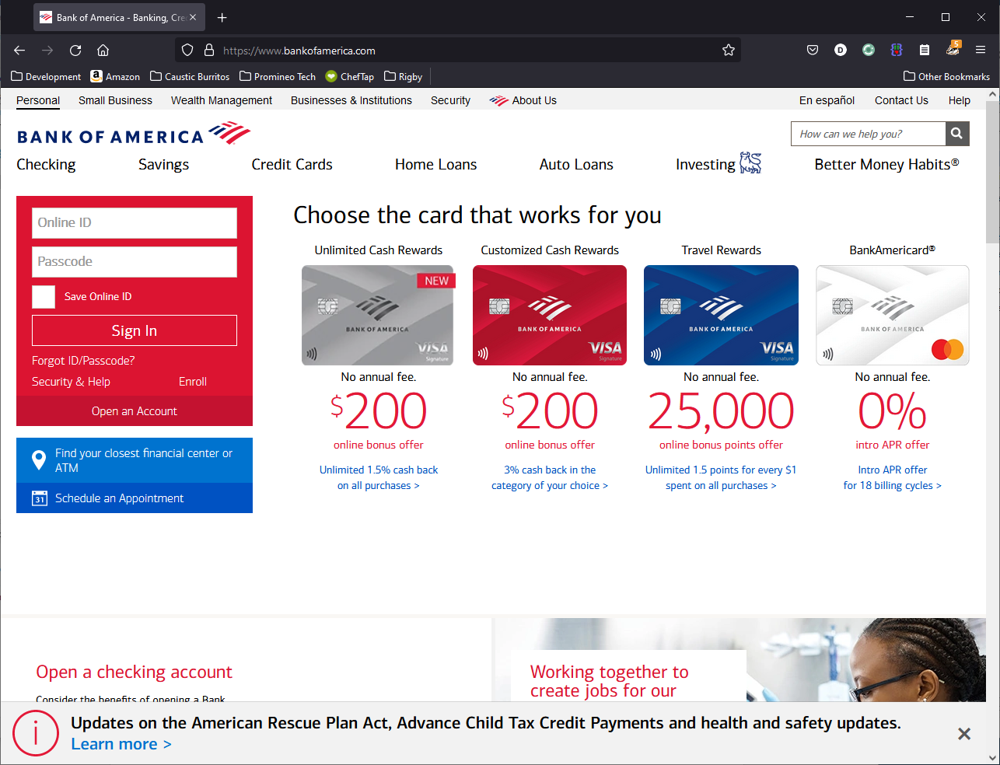 Bank of America - Banking, Cre
https://www.bankofamerica.com
5
Development Amazon Caustic Burritos Promineo Tech ChefTap Rigby Other Bookmarks
Personal Small Business Wealth Management Businesses & Institutions Security About Us En español Contact Us Help
BANK OF AMERICA
How can we help you?
Checking Savings Credit Cards Home Loans Auto Loans Investing Better Money Habits®
Online ID
Passcode
Save Online ID
Sign In
Forgot ID/Passcode?
Security & Help Enroll
Open an Account
Find your closest financial center or
ATM
31 Schedule an Appointment
Choose the card that works for you
Unlimited Cash Rewards
NEW
BANK OF AMERICA
VISA
Signature
No annual fee.
$200
online bonus offer
Unlimited 1.5% cash back
on all purchases >
Customized Cash Rewards
BANK OF AMERICA
VISA
Signature
No annual fee.
$200
online bonus offer
3% cash back in the
category of your choice >
Travel Rewards
BANK OF AMERICA
VISA
Signature
No annual fee.
25,000
online bonus points offer
Unlimited 1.5 points for every $1
spent on all purchases >
BankAmericard®
BANK OF AMERICA
No annual fee.
0%
intro APR offer
Intro APR offer
for 18 billing cycles >
Open a checking account
Consider the benefits of opening a Bank
Working together to
create jobs for our
Updates on the American Rescue Plan Act, Advance Child Tax Credit Payments and health and safety updates.
Learn more >